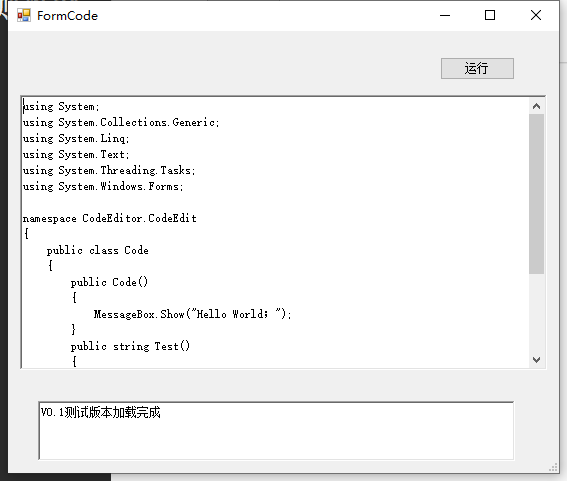 FormCode
运行
using System;
using System.Collections.Generic;
using System.Linq;
using System.Text;
using System.Threading.Tasks;
using System.Windows.Forms;
namespace CodeEditor.CodeEdit
{
    public class Code
    {
        public Code()
        {
            MessageBox.Show("Hello World；");
        }
        public string Test()
        {
V0.1测试版本加载完成